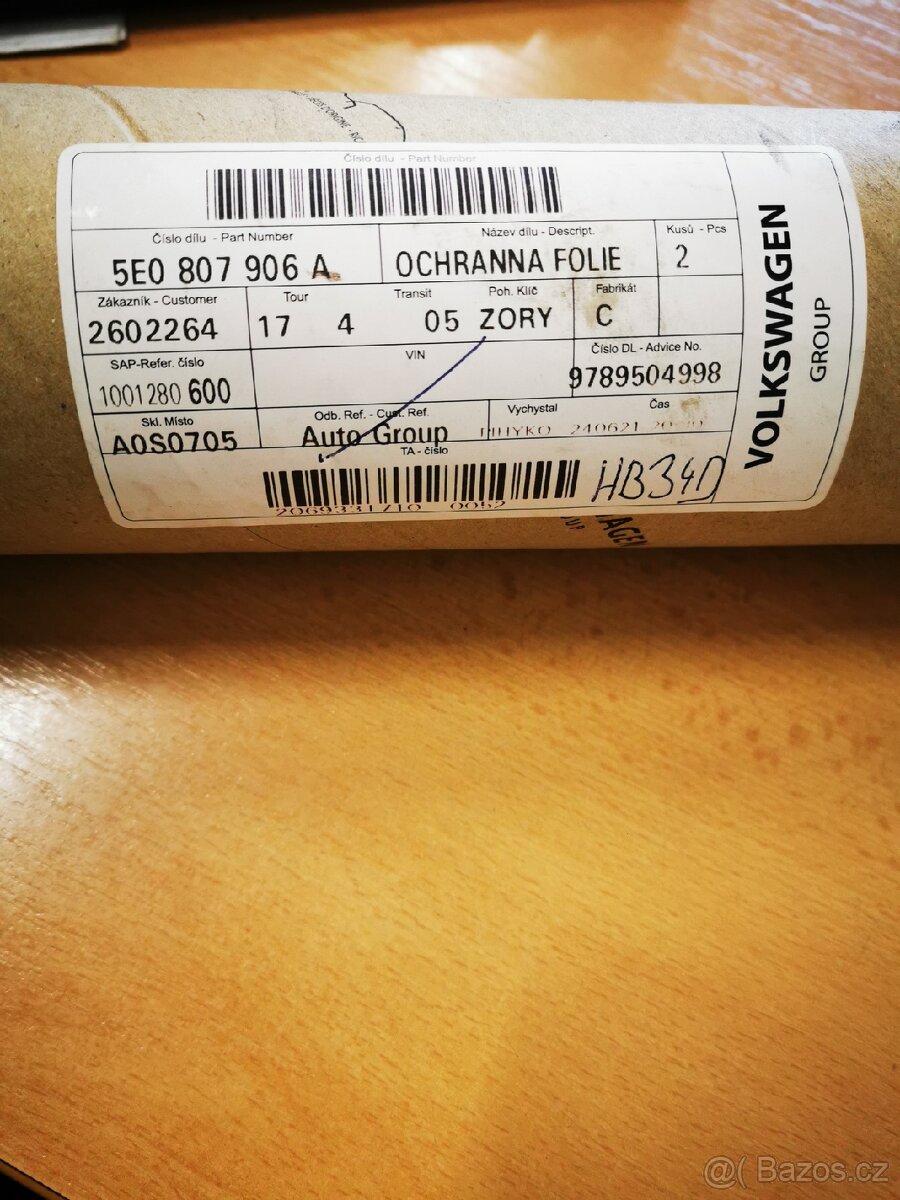 Číslo dílu - Part Number
Číslo dílu - Part Number
5E0 807 906 A
Název dílu - Descript.
OCHRANNA FOLIE
Kusů - Pcs
2
Zákazník - Customer
2602264
Tour
17 4
Transit
05
Poh. Klíč
ZORY
Fabrikát
C
SAP-Refer. číslo
1001280 600
VIN
Číslo DL - Advice No.
9789504998
Skl. Místo
A0S0705
Odb. Ref. - Cust. Ref.
Auto Group
Vychystal
Čas
240621
TA - číslo
0052
HB34D
VOLKSWAGEN
GROUP
@( Bazos.cz